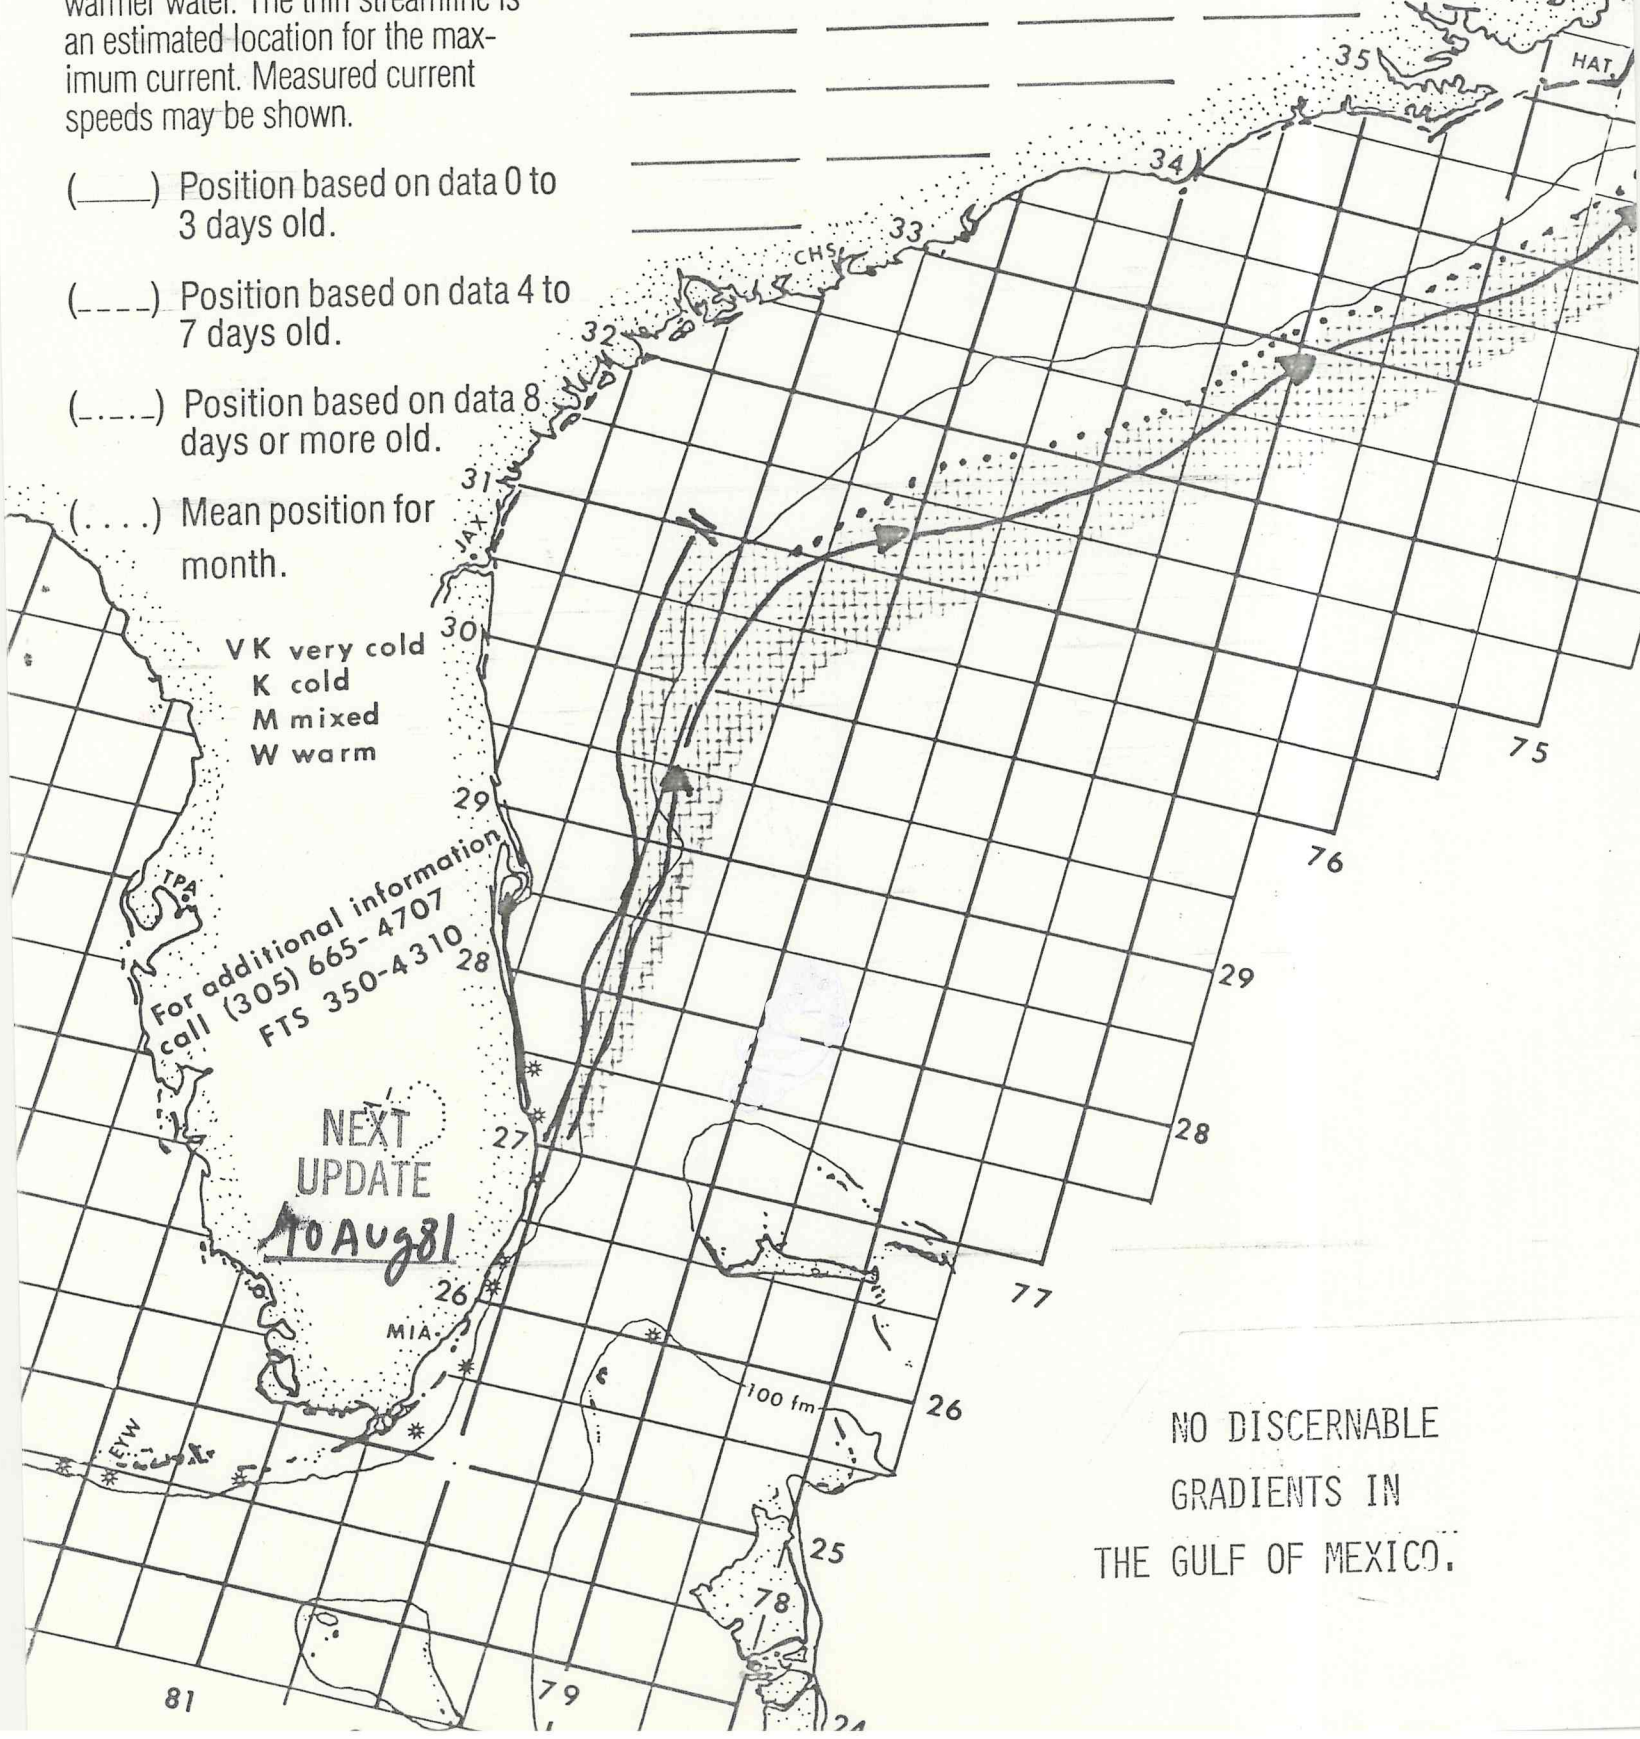 warmer water. The thin streamline is
an estimated location for the max-
imum current. Measured current
speeds may be shown.
(____) Position based on data 0 to
3 days old.
(_ _ _ _) Position based on data 4 to
7 days old.
(_._._) Position based on data 8
days or more old.
(. . . .) Mean position for
month.
VK very cold
K cold
M mixed
W warm
For additional information
call (305) 665-4707
FTS 350-4310
NEXT
UPDATE
10 Aug 81
35
HAT.
34
33
CHS
32
31
JAX
30
29
28
27
26
TPA
MIA
EYW
75
76
29
28
77
26
100 fm
25
78
24
79
81
NO DISCERNABLE
GRADIENTS IN
THE GULF OF MEXICO.